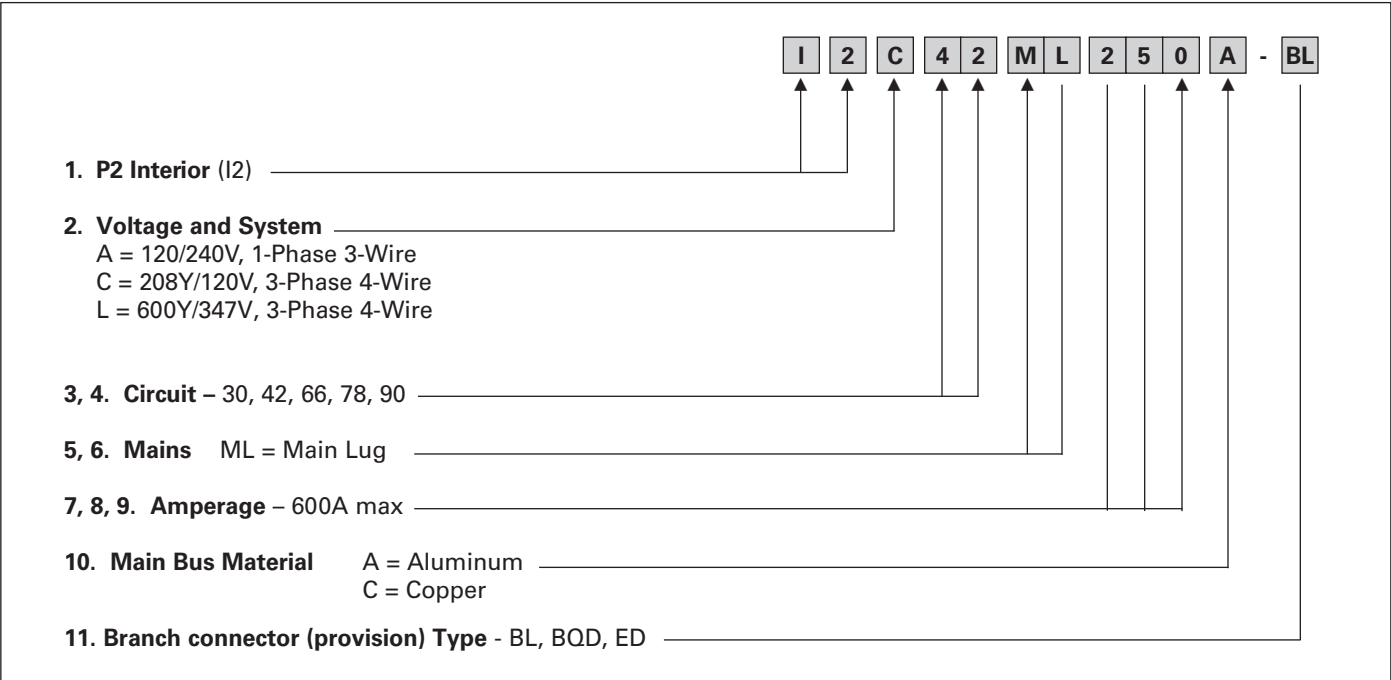 I 2 C 4 2 M L 2 5 0 A - BL
1. P2 Interior (I2)
2. Voltage and System
A = 120/240V, 1-Phase 3-Wire
C = 208Y/120V, 3-Phase 4-Wire
L = 600Y/347V, 3-Phase 4-Wire
3, 4. Circuit – 30, 42, 66, 78, 90
5, 6. Mains ML = Main Lug
7, 8, 9. Amperage – 600A max
10. Main Bus Material A = Aluminum
C = Copper
11. Branch connector (provision) Type - BL, BQD, ED